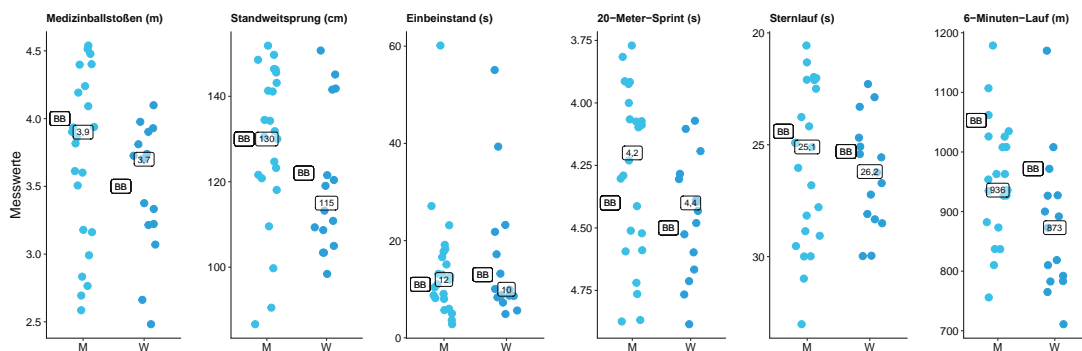 Medizinballstoßen (m)
Standweitsprung (cm)
Einbeinstand (s)
20−Meter−Sprint (s)
Sternlauf (s)
6−Minuten−Lauf (m)
Messwerte
4.5
4.0
3.5
3.0
2.5
BB
3,9
BB
3,7
M
W
140
120
100
BB
130
BB
115
M
W
60
40
20
0
BB
12
BB
10
M
W
3.75
4.00
4.25
4.50
4.75
BB
4,2
BB
4,4
M
W
20
25
30
BB
25,1
BB
26,2
M
W
1200
1100
1000
900
800
700
BB
936
BB
873
M
W